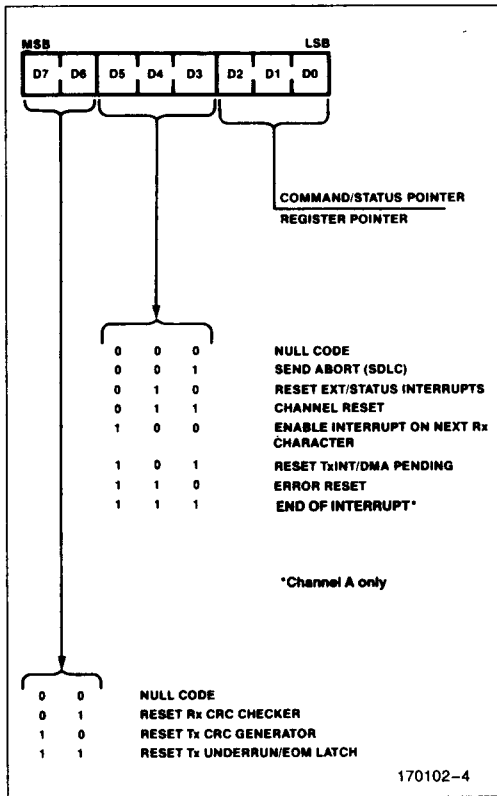 MSB LSB
D7 D6 D5 D4 D3 D2 D1 D0
COMMAND/STATUS POINTER
REGISTER POINTER
0 0 0 NULL CODE
0 0 1 SEND ABORT (SDLC)
0 1 0 RESET EXT/STATUS INTERRUPTS
0 1 1 CHANNEL RESET
1 0 0 ENABLE INTERRUPT ON NEXT Rx
CHARACTER
1 0 1 RESET TxINT/DMA PENDING
1 1 0 ERROR RESET
1 1 1 END OF INTERRUPT*
*Channel A only
0 0 NULL CODE
0 1 RESET Rx CRC CHECKER
1 0 RESET Tx CRC GENERATOR
1 1 RESET Tx UNDERRUN/EOM LATCH
170102-4